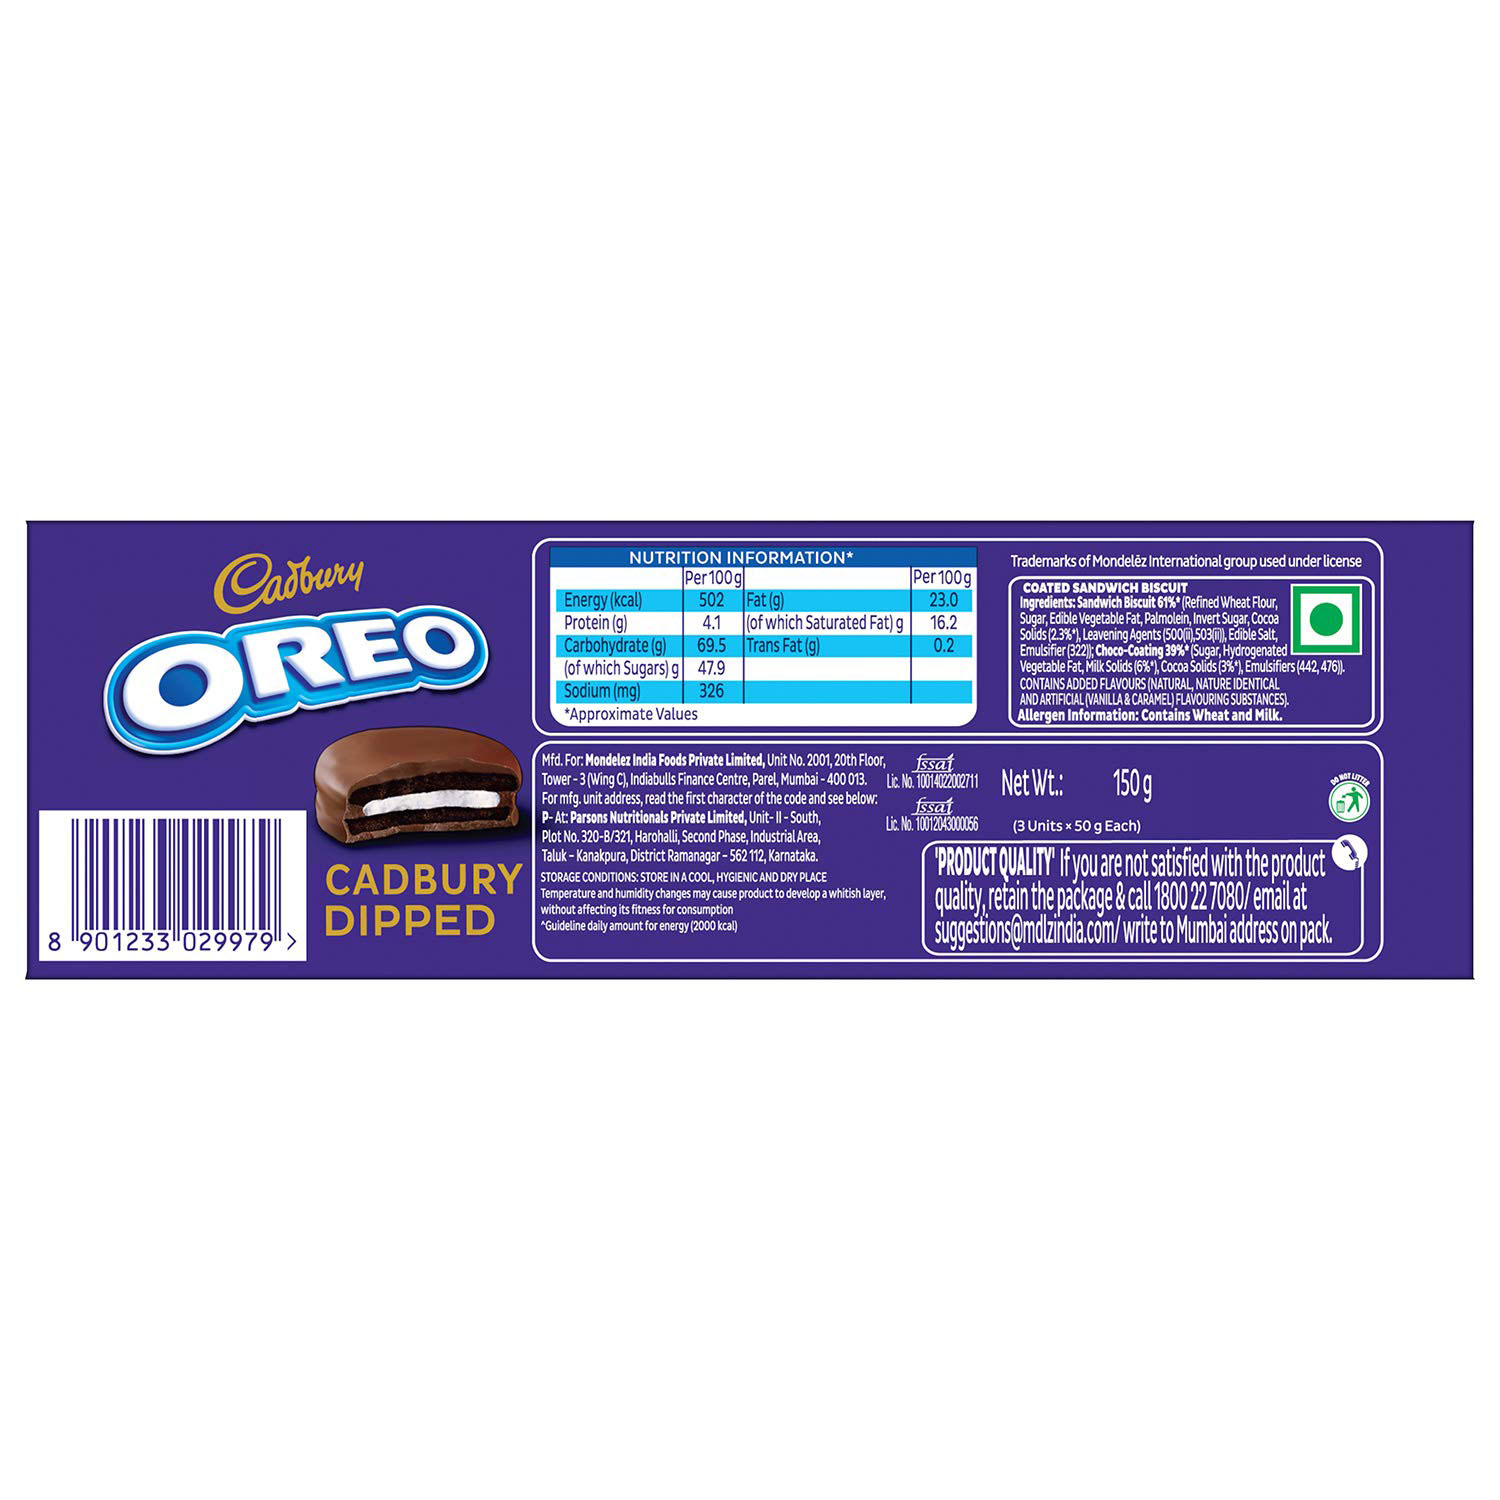 Cadbury
OREO
CADBURY
DIPPED
8 901233 029979 >
NUTRITION INFORMATION*
Per 100 g Per 100 g
Energy (kcal) 502 Fat (g) 23.0
Protein (g) 4.1 (of which Saturated Fat) g 16.2
Carbohydrate (g) 69.5 Trans Fat (g) 0.2
(of which Sugars) g 47.9
Sodium (mg) 326
*Approximate Values
Trademarks of Mondelēz International group used under license
COATED SANDWICH BISCUIT
Ingredients: Sandwich Biscuit 61%* (Refined Wheat Flour,
Sugar, Edible Vegetable Fat, Palmolein, Invert Sugar, Cocoa
Solids (2.3%*), Leavening Agents (500(ii),503(ii)), Edible Salt,
Emulsifier (322)); Choco-Coating 39%* (Sugar, Hydrogenated
Vegetable Fat, Milk Solids (6%*), Cocoa Solids (3%*), Emulsifiers (442, 476)).
CONTAINS ADDED FLAVOURS (NATURAL, NATURE IDENTICAL
AND ARTIFICIAL (VANILLA & CARAMEL) FLAVOURING SUBSTANCES).
Allergen Information: Contains Wheat and Milk.
Mfd. For: Mondelez India Foods Private Limited, Unit No. 2001, 20th Floor,
Tower - 3 (Wing C), Indiabulls Finance Centre, Parel, Mumbai - 400 013.
For mfg. unit address, read the first character of the code and see below:
P- At: Parsons Nutritionals Private Limited, Unit- II - South,
Plot No. 320-B/321, Harohalli, Second Phase, Industrial Area,
Taluk - Kanakpura, District Ramanagar - 562 112, Karnataka.
STORAGE CONDITIONS: STORE IN A COOL, HYGIENIC AND DRY PLACE
Temperature and humidity changes may cause product to develop a whitish layer,
without affecting its fitness for consumption
^Guideline daily amount for energy (2000 kcal)
fssai
Lic. No. 10014022002711
fssai
Lic. No. 10012043000056
Net Wt.: 150 g
(3 Units × 50 g Each)
DO NOT LITTER
'PRODUCT QUALITY' If you are not satisfied with the product
quality, retain the package & call 1800 22 7080/ email at
suggestions@mdlzindia.com/ write to Mumbai address on pack.